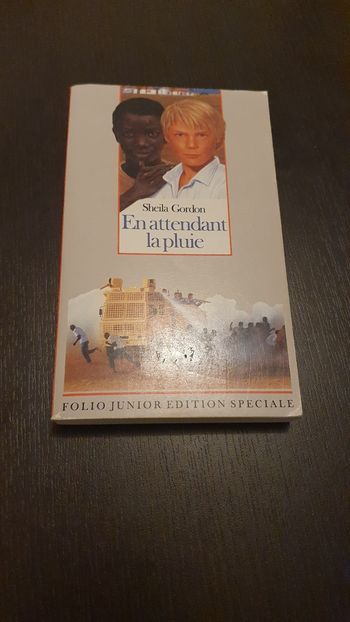 Sheila Gordon
En attendant
la pluie
FOLIO JUNIOR EDITION SPECIALE